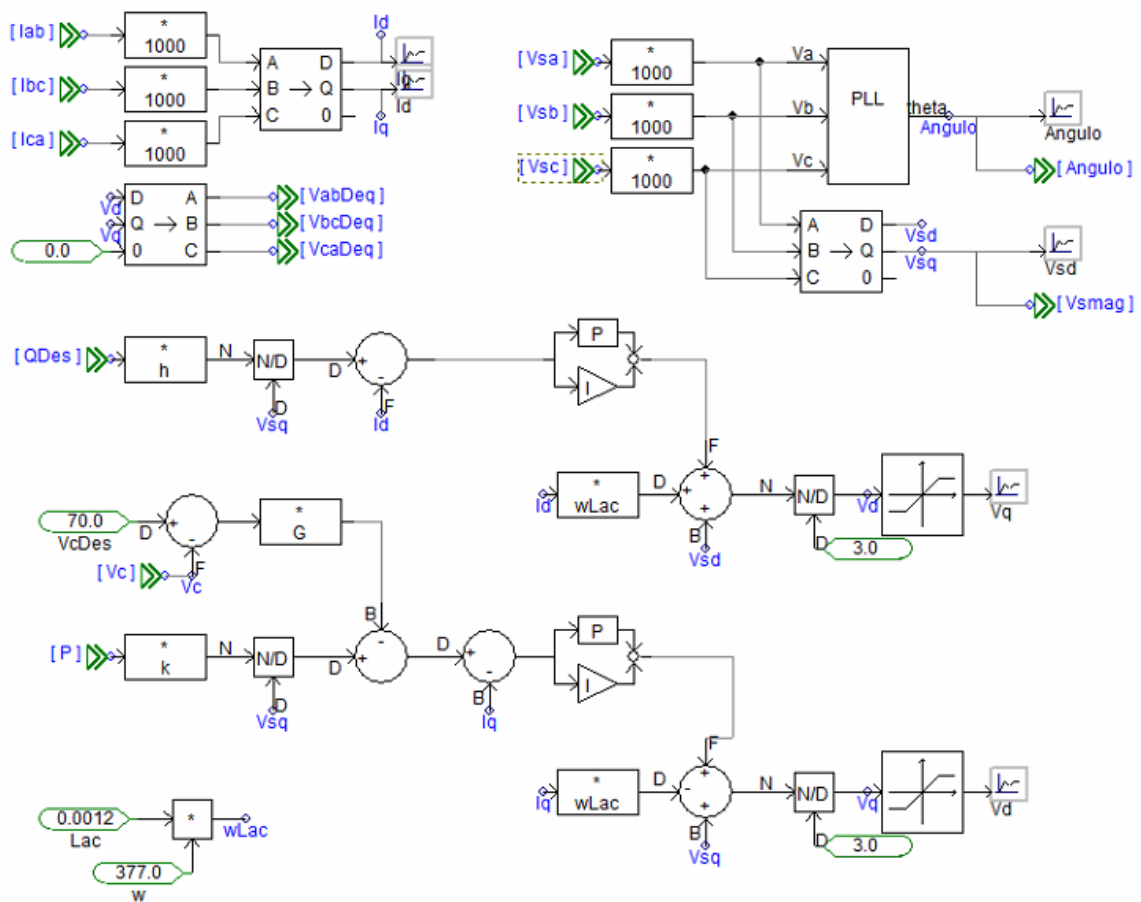 [Iab]
*
1000
[Ibc]
*
1000
[Ica]
*
1000
A
B
C
D
Q
0
Id
Iq
Id
Iq
D
Q
0
A
B
C
Vd
Vq
0.0
[VabDeq]
[VbcDeq]
[VcaDeq]
[Vsa]
*
1000
[Vsb]
*
1000
[Vsc]
*
1000
Va
Vb
Vc
PLL
theta
Angulo
Angulo
[Angulo]
A
B
C
D
Q
0
Vsd
Vsq
Vsd
[Vsmag]
[QDes]
*
h
N
N/D
D
Vsq
D
+
-
F
Id
P
I
F
Id
*
wLac
D
+
+
+
B
Vsd
N
N/D
D
3.0
Vd
Vq
70.0
VcDes
D
+
-
F
[Vc]
Vc
*
G
B
[P]
*
k
N
N/D
D
Vsq
D
+
-
D
+
-
B
Iq
P
I
F
Iq
*
wLac
D
-
+
+
B
Vsq
N
N/D
D
3.0
Vq
Vd
0.0012
Lac
*
wLac
377.0
w